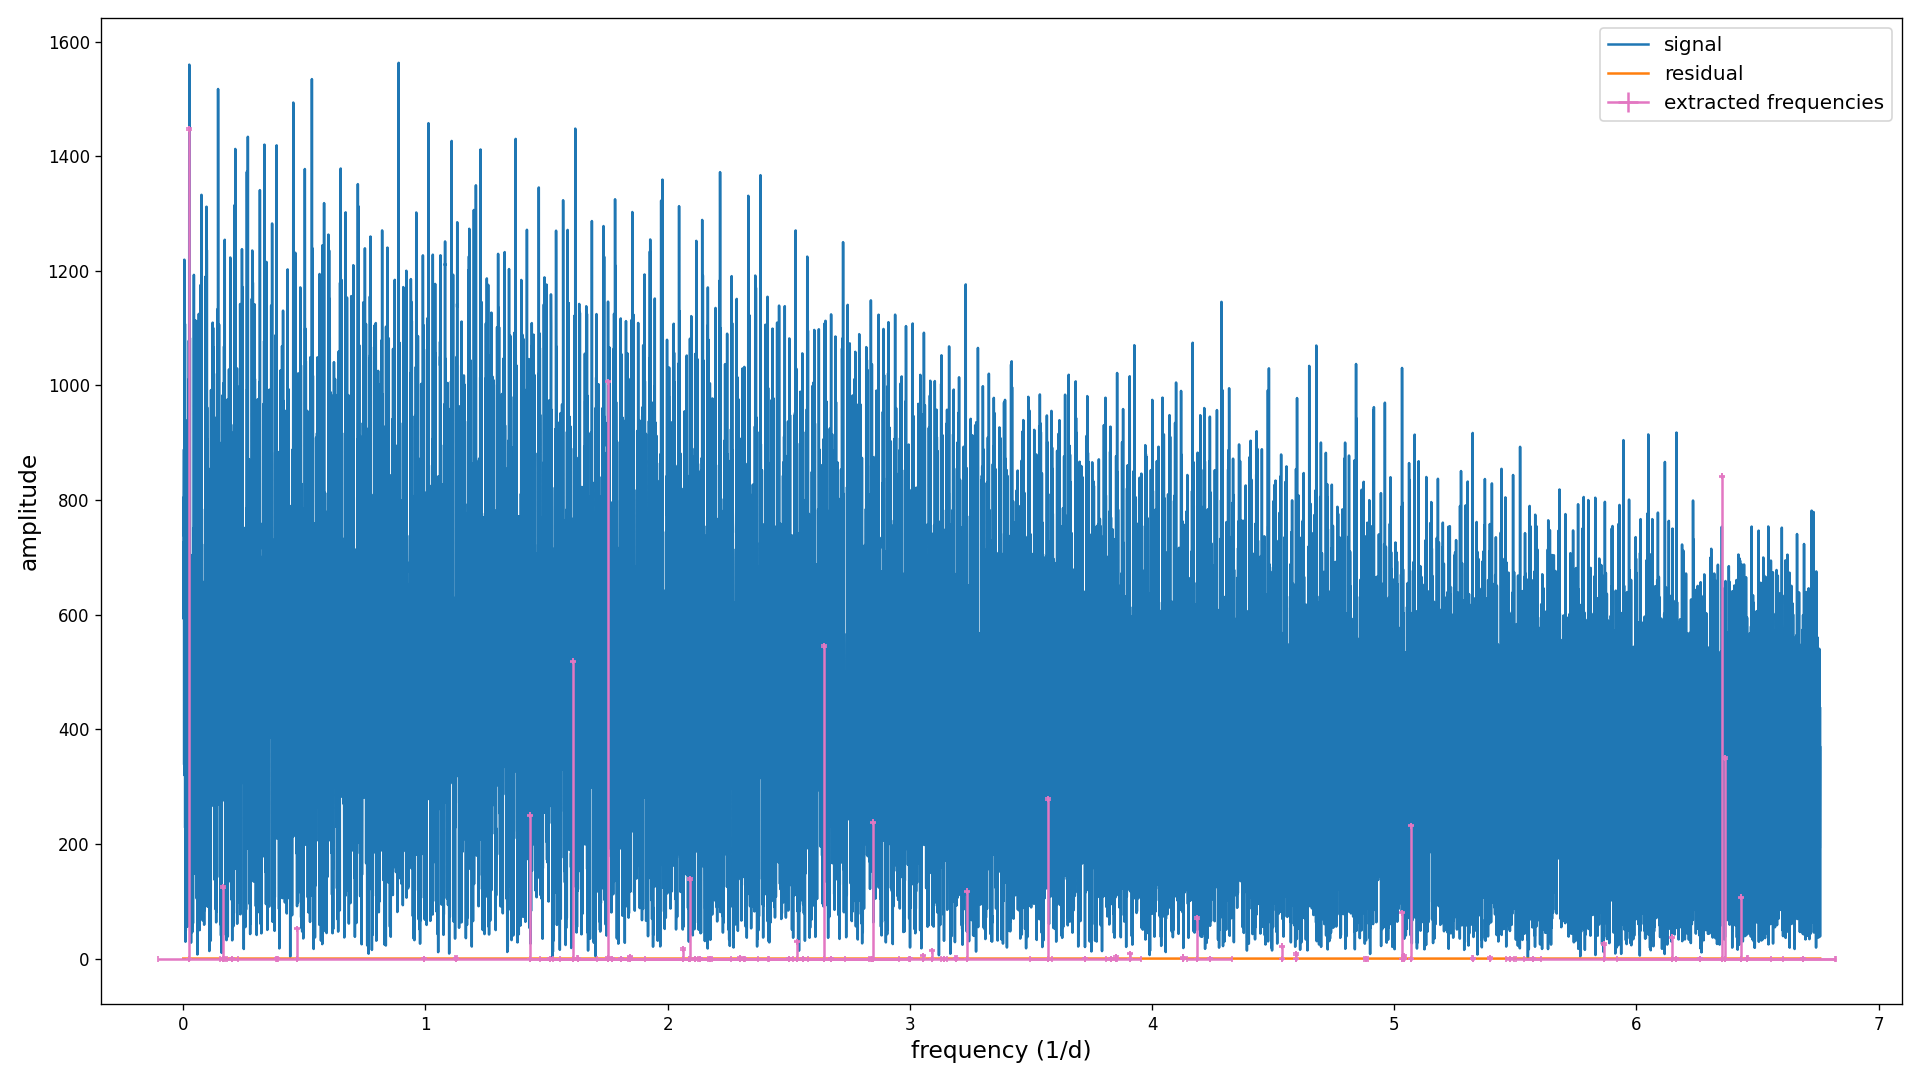 1600
1400
1200
1000
800
600
400
200
0
amplitude
signal
residual
extracted frequencies
0 1 2 3 4 5 6 7
frequency (1/d)